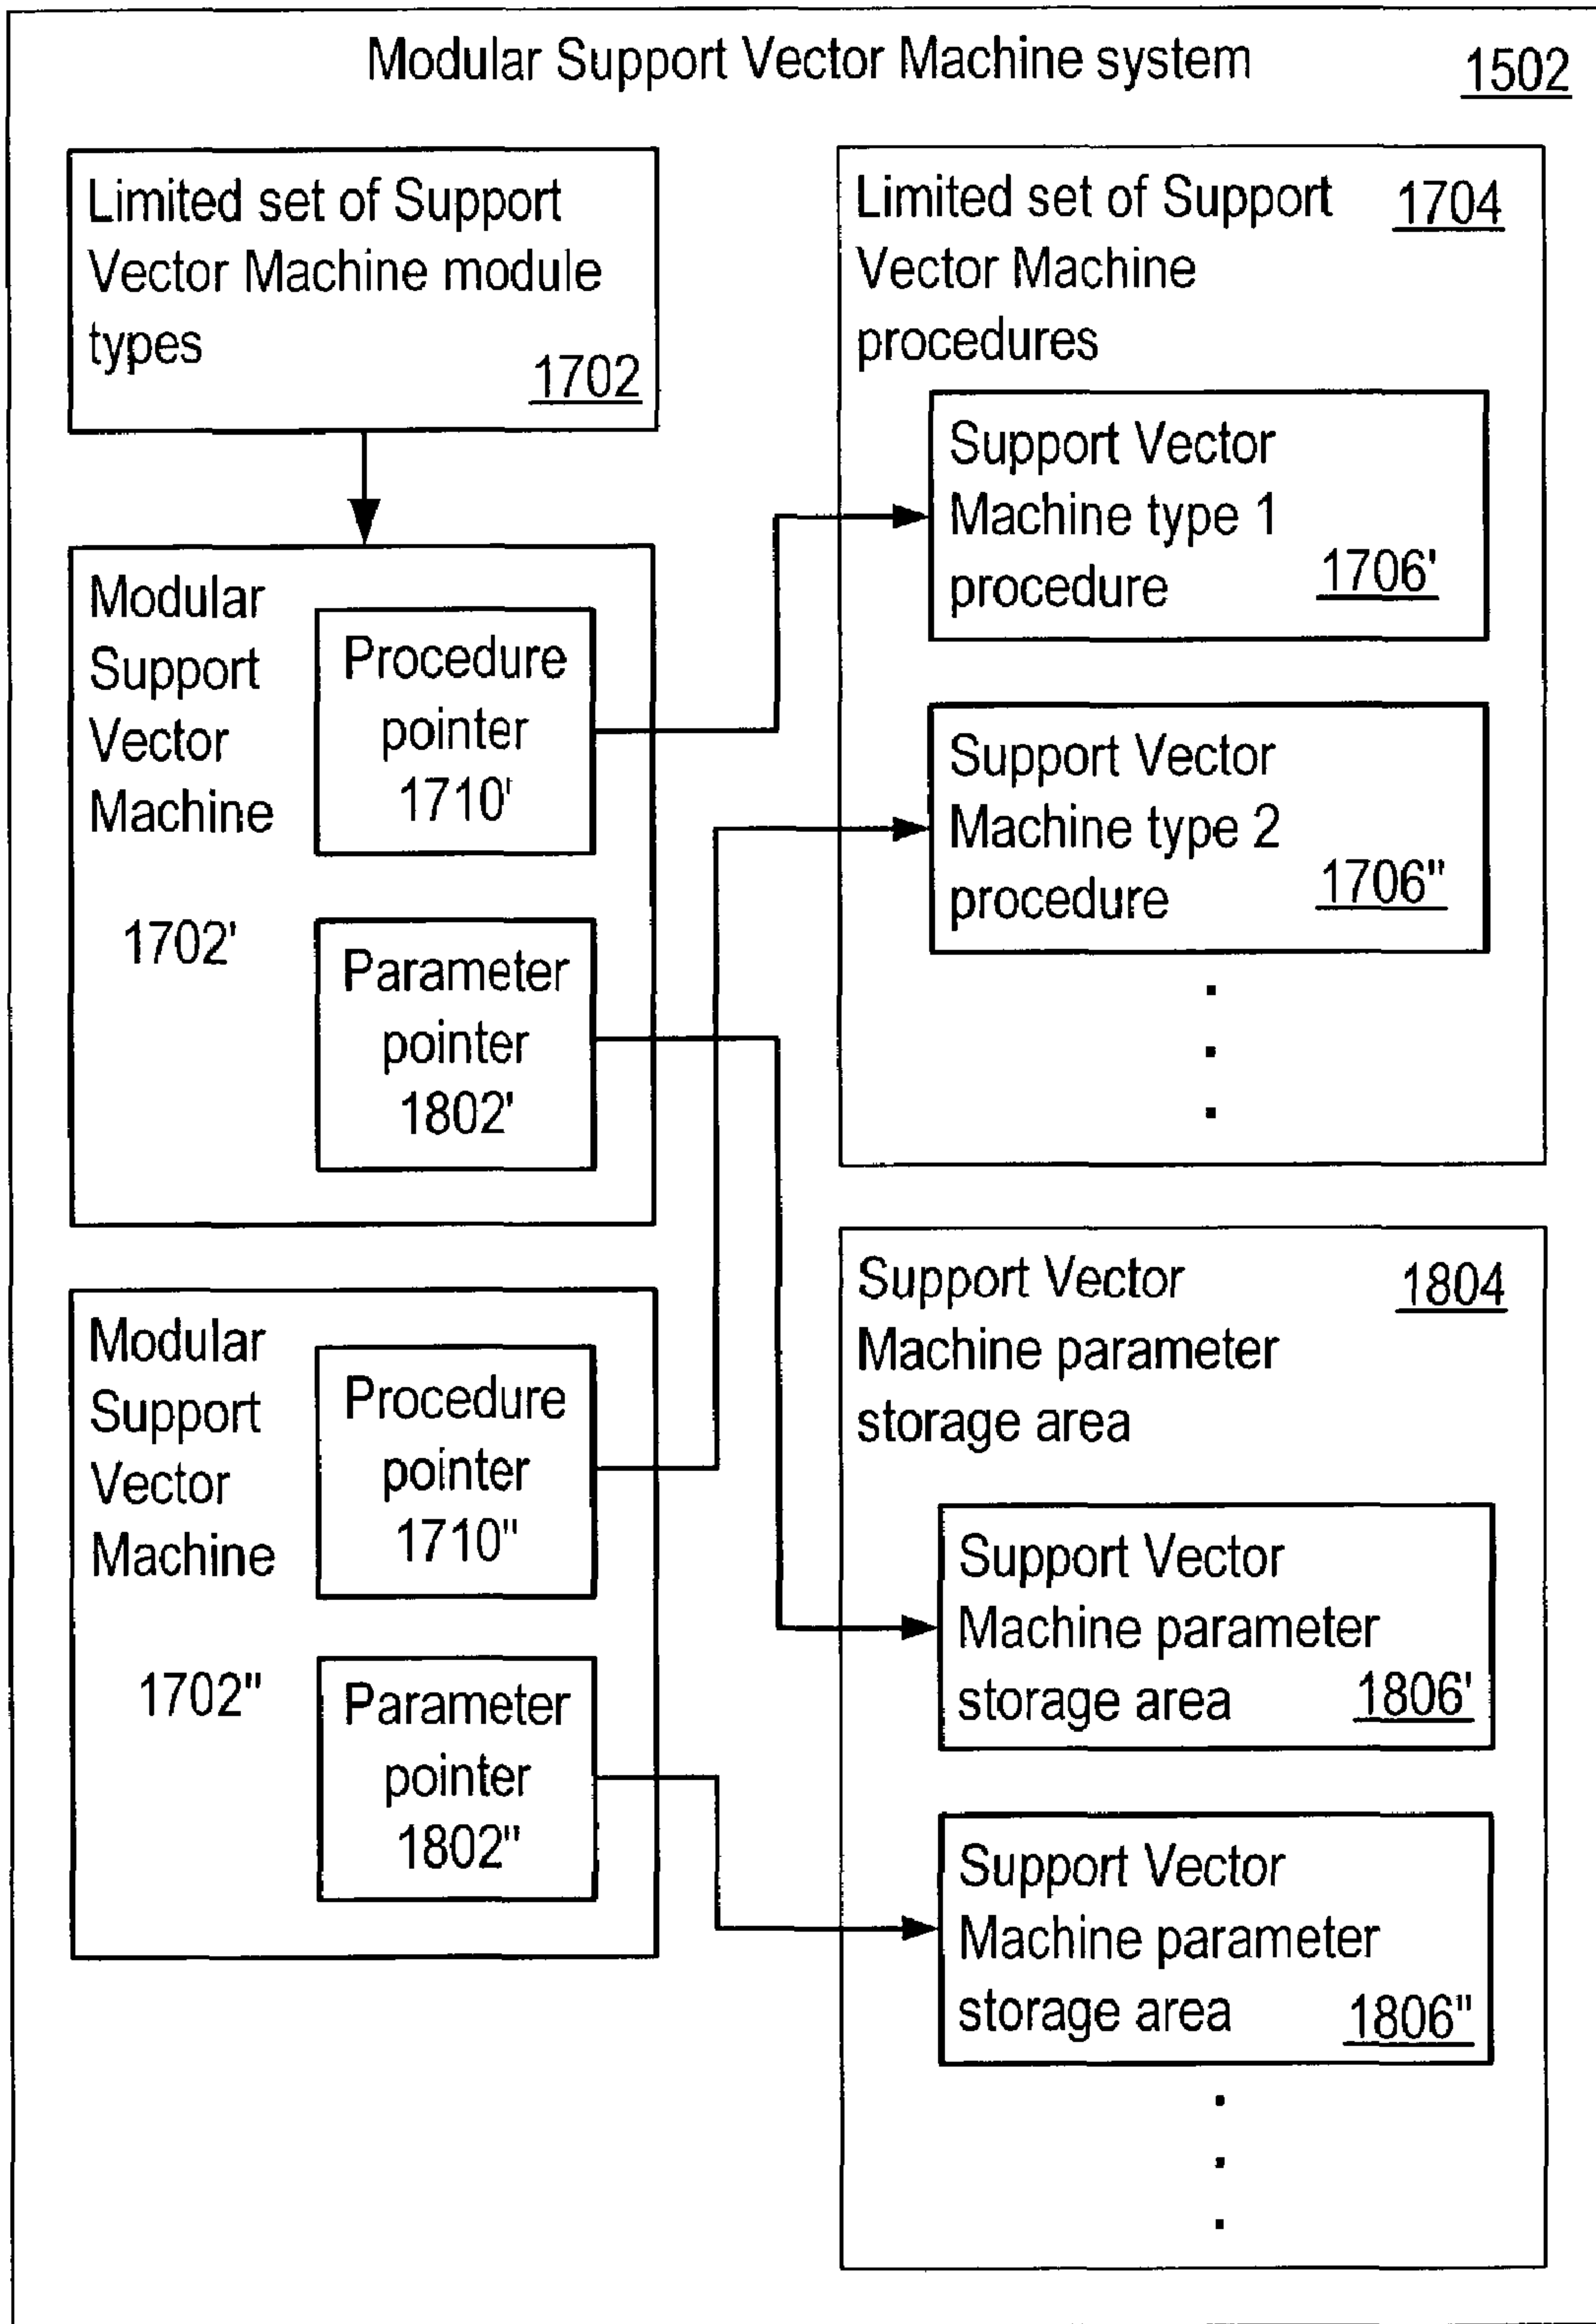 Modular Support Vector Machine system
1502
Limited set of Support
Vector Machine module
types
1702
Modular
Support
Vector
Machine
1702'
Procedure
pointer
1710'
Parameter
pointer
1802'
Modular
Support
Vector
Machine
1702"
Procedure
pointer
1710"
Parameter
pointer
1802"
Limited set of Support
Vector Machine
procedures
1704
Support Vector
Machine type 1
procedure
1706'
Support Vector
Machine type 2
procedure
1706"
Support Vector
Machine parameter
storage area
1804
Support Vector
Machine parameter
storage area
1806'
Support Vector
Machine parameter
storage area
1806"